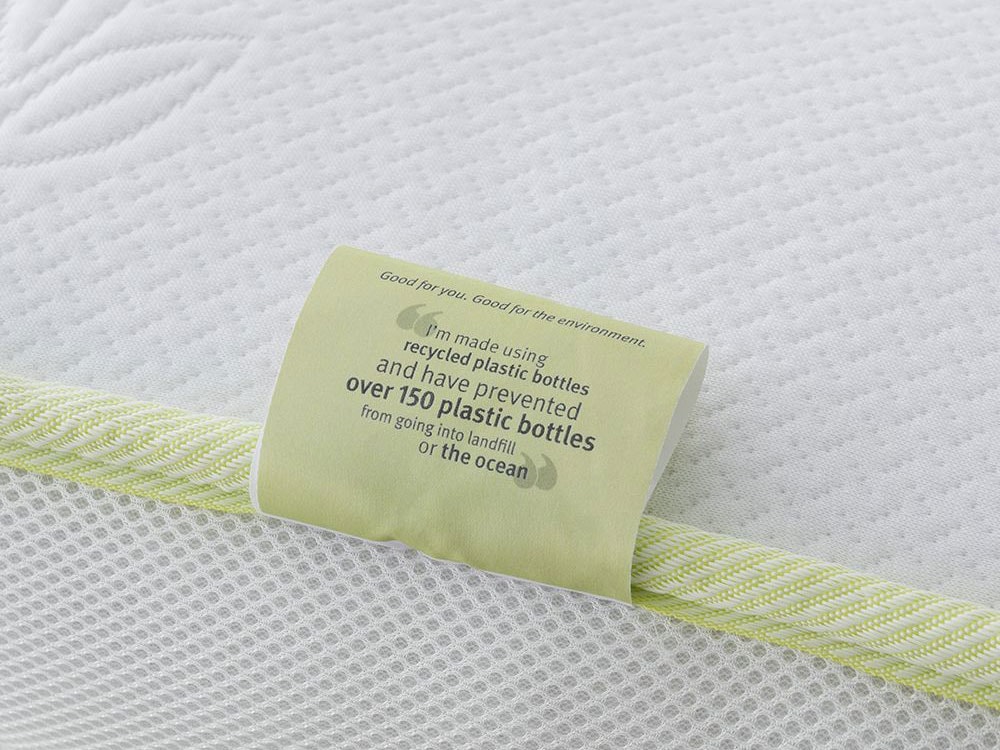 Good for you. Good for the environment.
“I'm made using
recycled plastic bottles
and have prevented
over 150 plastic bottles
from going into landfill
or the ocean”